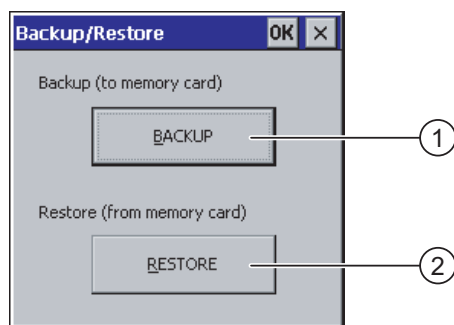 Backup/Restore OK ×
Backup (to memory card)
BACKUP
1
Restore (from memory card)
RESTORE
2